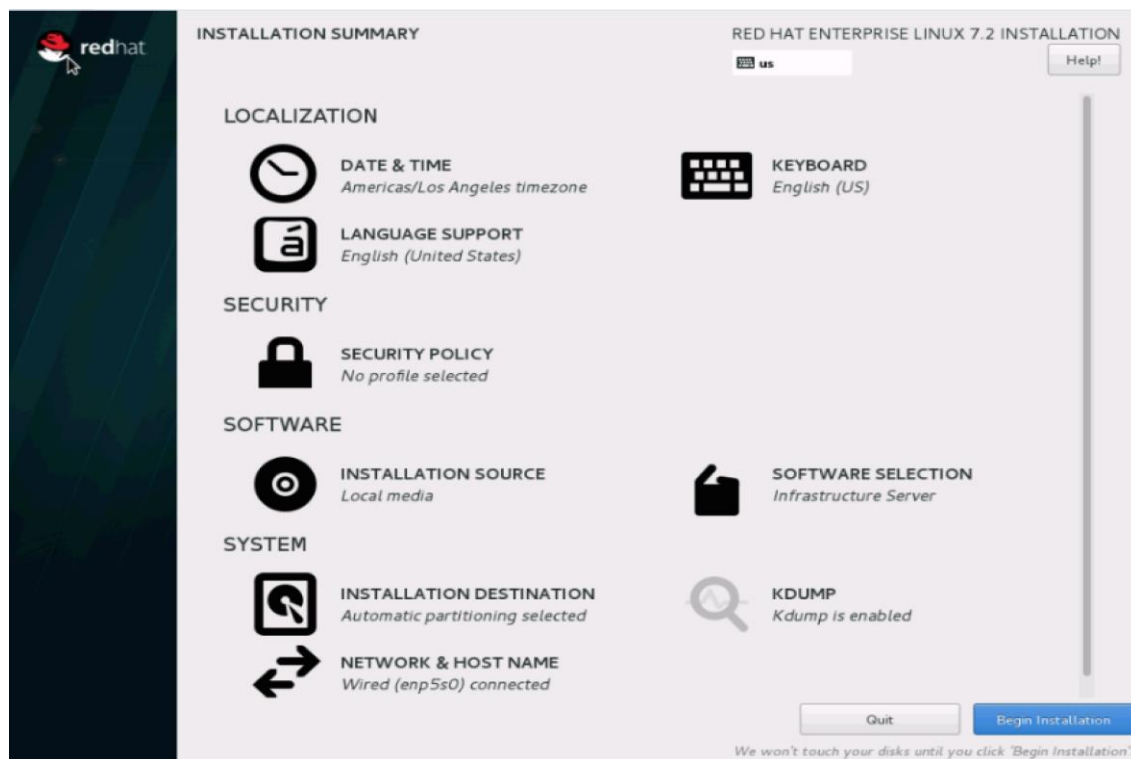 redhat
INSTALLATION SUMMARY
RED HAT ENTERPRISE LINUX 7.2 INSTALLATION
us
Help!
LOCALIZATION
DATE & TIME
Americas/Los Angeles timezone
KEYBOARD
English (US)
á
LANGUAGE SUPPORT
English (United States)
SECURITY
SECURITY POLICY
No profile selected
SOFTWARE
INSTALLATION SOURCE
Local media
SOFTWARE SELECTION
Infrastructure Server
SYSTEM
INSTALLATION DESTINATION
Automatic partitioning selected
KDUMP
Kdump is enabled
NETWORK & HOST NAME
Wired (enp5s0) connected
Quit
Begin Installation
We won't touch your disks until you click 'Begin Installation'.